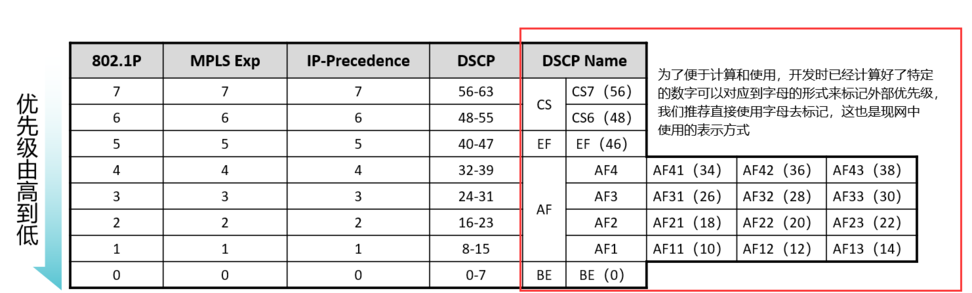 优先级由高到低
802.1P MPLS Exp IP-Precedence DSCP DSCP Name
7 7 7 56-63 CS CS7 (56)
6 6 6 48-55 CS6 (48)
5 5 5 40-47 EF EF (46)
4 4 4 32-39 AF AF4 AF41 (34) AF42 (36) AF43 (38)
3 3 3 24-31 AF3 AF31 (26) AF32 (28) AF33 (30)
2 2 2 16-23 AF2 AF21 (18) AF22 (20) AF23 (22)
1 1 1 8-15 AF1 AF11 (10) AF12 (12) AF13 (14)
0 0 0 0-7 BE BE (0)
为了便于计算和使用，开发时已经计算好了特定
的数字可以对应到字母的形式来标记外部优先级，
我们推荐直接使用字母去标记，这也是现网中
使用的表示方式